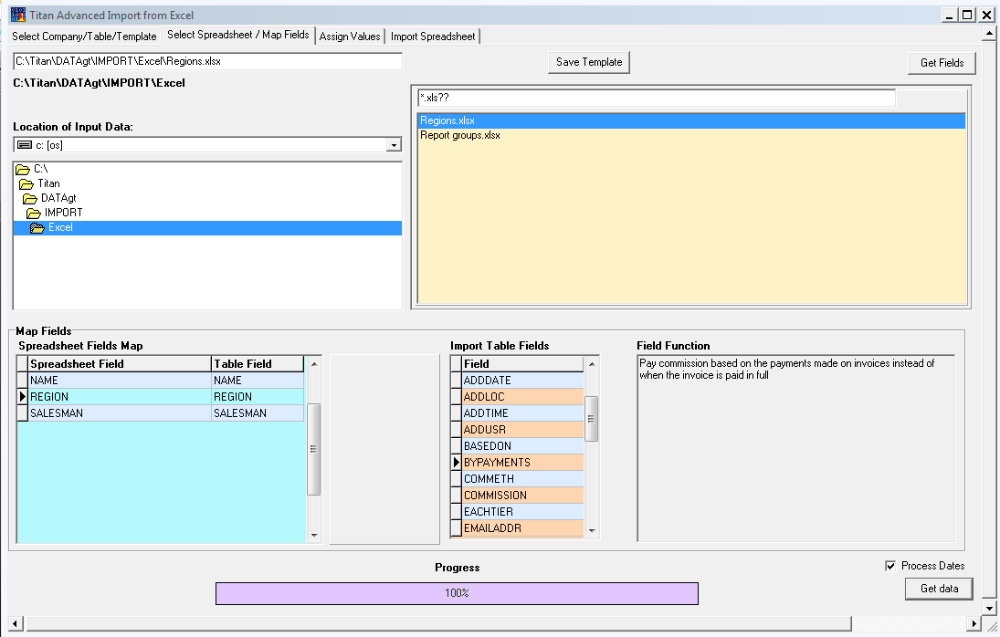 Titan Advanced Import from Excel
Select Company/Table/Template Select Spreadsheet / Map Fields Assign Values Import Spreadsheet
C:\Titan\DATAgt\IMPORT\Excel\Regions.xlsx
Save Template
Get Fields
C:\Titan\DATAgt\IMPORT\Excel
*.xls??
Regions.xlsx
Report groups.xlsx
Location of Input Data:
c: [os]
C:\
Titan
DATAgt
IMPORT
Excel
Map Fields
Spreadsheet Fields Map
Spreadsheet Field Table Field
NAME NAME
REGION REGION
SALESMAN SALESMAN
Import Table Fields
Field
ADDDATE
ADDLOC
ADDTIME
ADDUSR
BASEDON
BYPAYMENTS
COMMETH
COMMISSION
EACHTIER
EMAILADDR
Field Function
Pay commission based on the payments made on invoices instead of
when the invoice is paid in full
Progress
100%
Process Dates
Get data